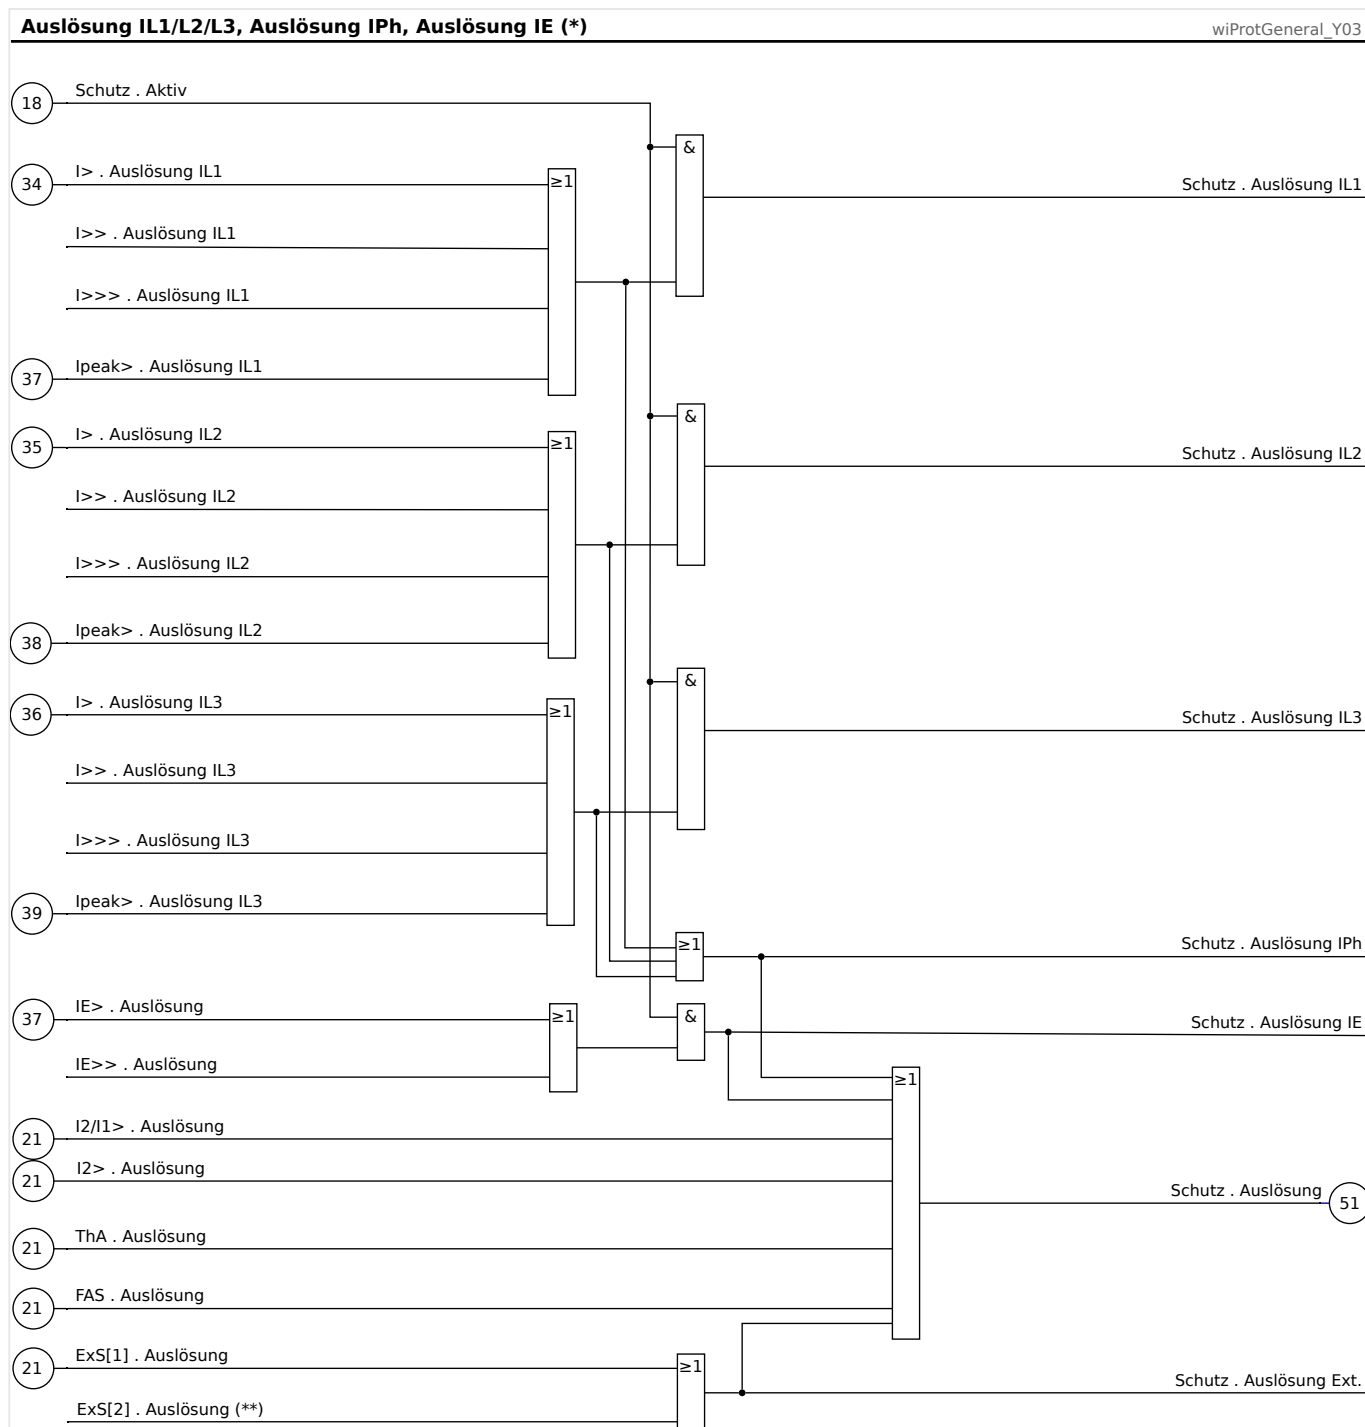 Auslösung IL1/L2/L3, Auslösung IPh, Auslösung IE (*)
wiProtGeneral_Y03
18
Schutz . Aktiv
&
34
I> . Auslösung IL1
≥1
Schutz . Auslösung IL1
I>> . Auslösung IL1
I>>> . Auslösung IL1
37
Ipeak> . Auslösung IL1
&
35
I> . Auslösung IL2
≥1
Schutz . Auslösung IL2
I>> . Auslösung IL2
I>>> . Auslösung IL2
38
Ipeak> . Auslösung IL2
&
36
I> . Auslösung IL3
≥1
Schutz . Auslösung IL3
I>> . Auslösung IL3
I>>> . Auslösung IL3
39
Ipeak> . Auslösung IL3
≥1
Schutz . Auslösung IPh
37
IE> . Auslösung
≥1
&
Schutz . Auslösung IE
IE>> . Auslösung
≥1
21
I2/I1> . Auslösung
21
I2> . Auslösung
Schutz . Auslösung
51
21
ThA . Auslösung
21
FAS . Auslösung
21
ExS[1] . Auslösung
≥1
Schutz . Auslösung Ext.
ExS[2] . Auslösung (**)